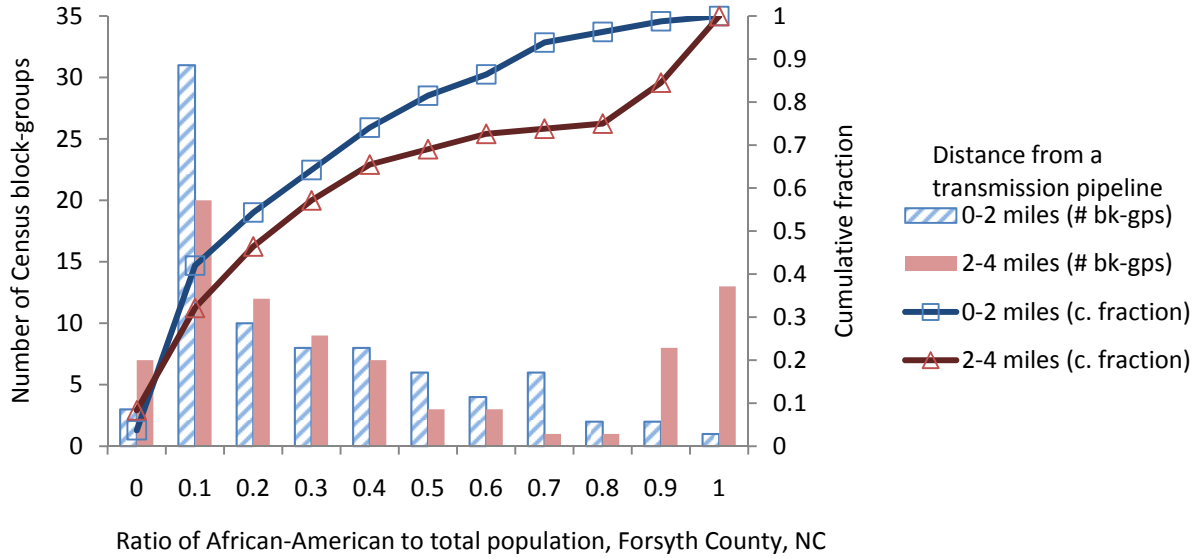 35
30
25
20
15
10
5
0
Number of Census block-groups
1
0.9
0.8
0.7
0.6
0.5
0.4
0.3
0.2
0.1
0
Cumulative fraction
0 0.1 0.2 0.3 0.4 0.5 0.6 0.7 0.8 0.9 1
Ratio of African-American to total population, Forsyth County, NC
Distance from a
transmission pipeline
0-2 miles (# bk-gps)
2-4 miles (# bk-gps)
0-2 miles (c. fraction)
2-4 miles (c. fraction)